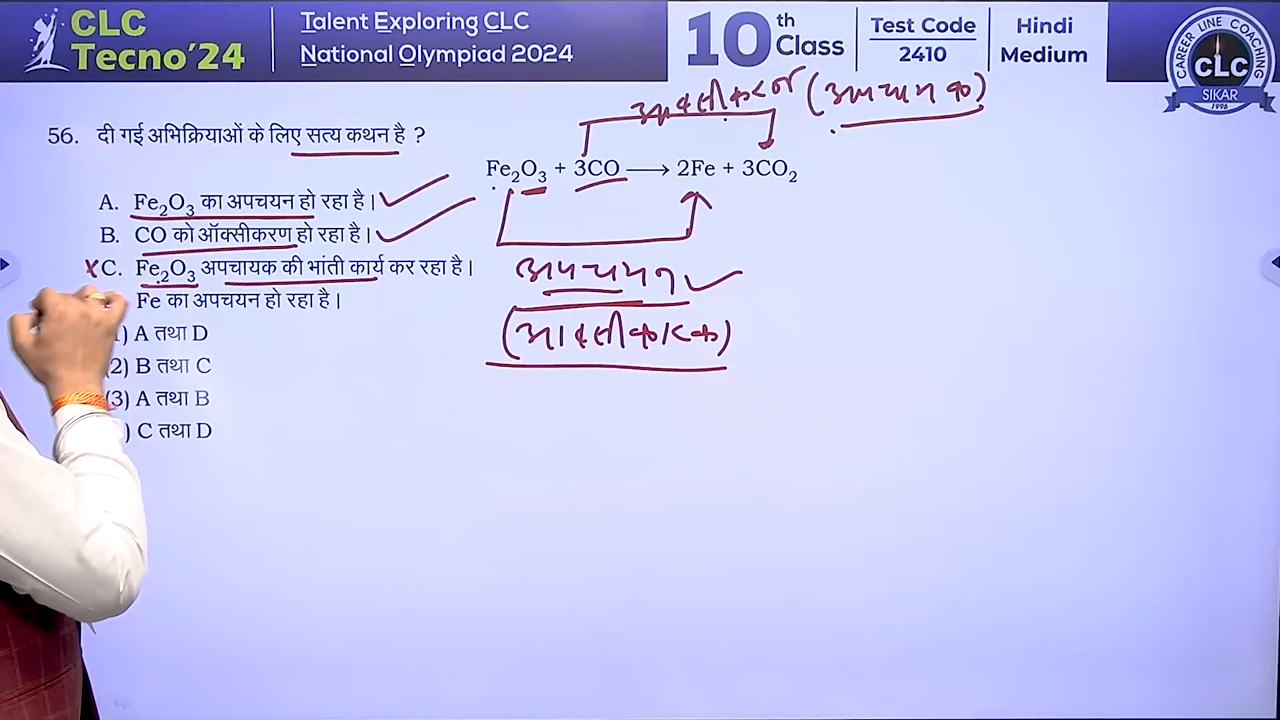 CLC
Tecno'24
Talent Exploring CLC
National Olympiad 2024
10th Class
Test Code
2410
Hindi
Medium
CAREER LINE COACHING
CLC
SIKAR
1996
ऑक्सीकरण (अपचायक)
56. दी गई अभिक्रियाओं के लिए सत्य कथन है ?
Fe₂O₃ + 3CO ⟶ 2Fe + 3CO₂
A. Fe₂O₃ का अपचयन हो रहा है।
B. CO को ऑक्सीकरण हो रहा है।
C. Fe₂O₃ अपचायक की भांती कार्य कर रहा है।
अपचयन
Fe का अपचयन हो रहा है।
(ऑक्सीकारक)
) A तथा D
(2) B तथा C
(3) A तथा B
) C तथा D